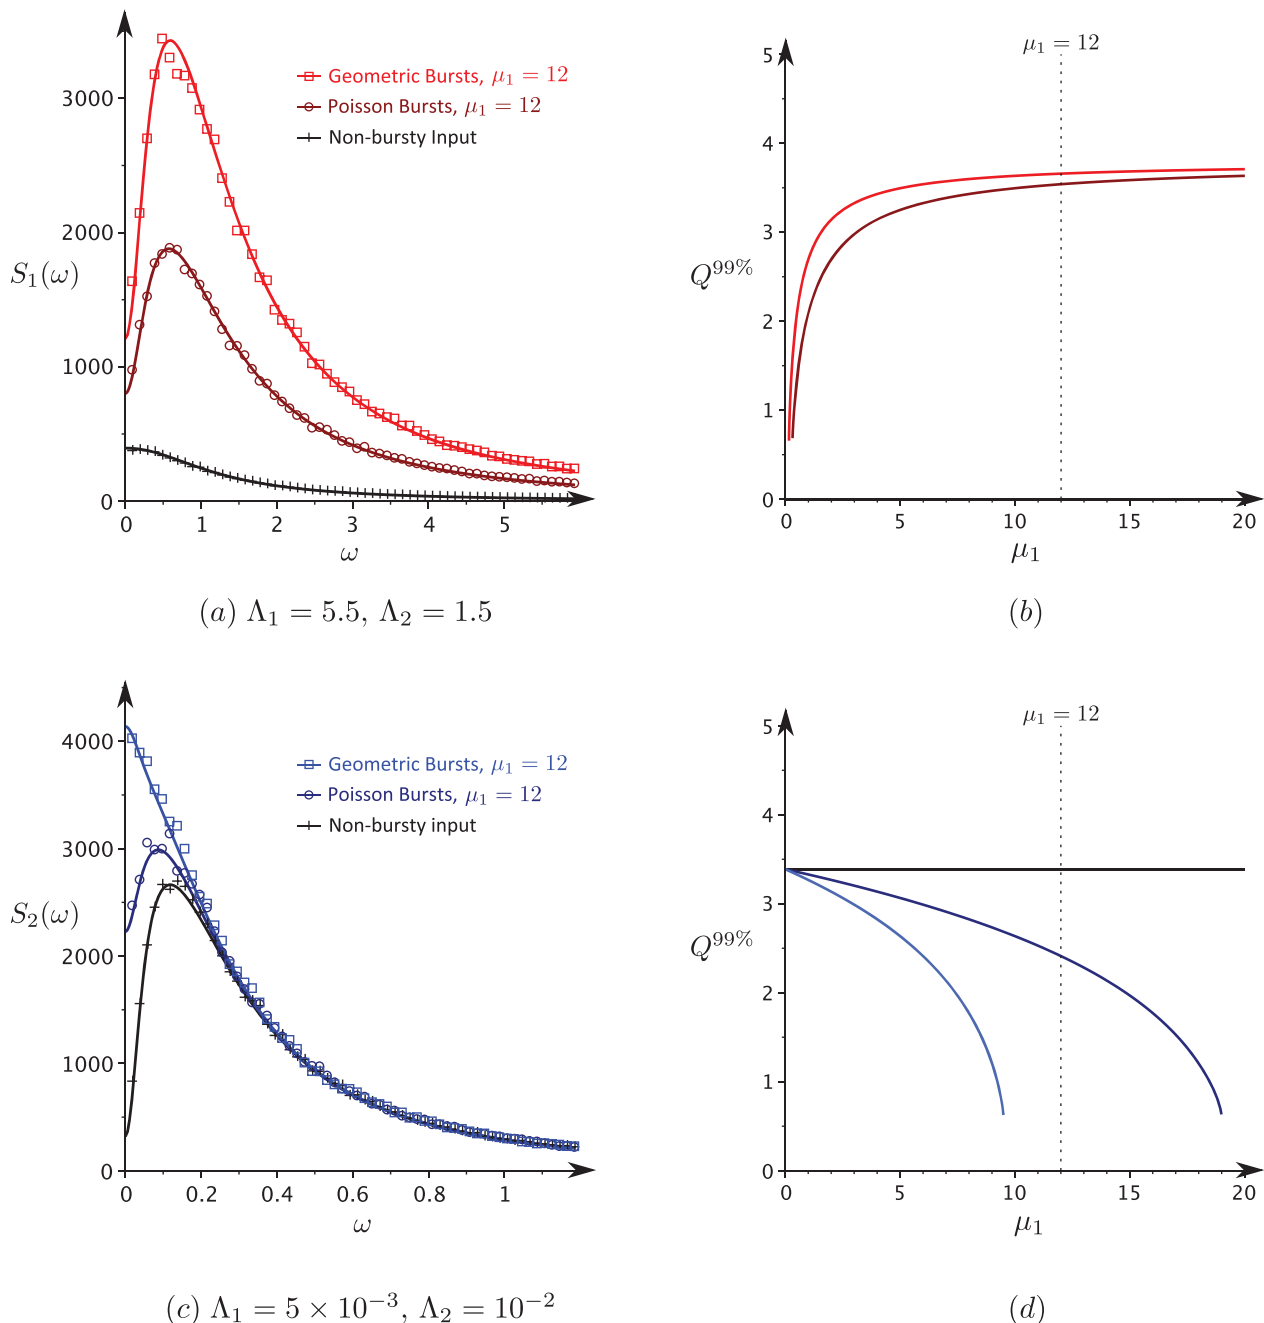 Geometric Bursts, μ₁ = 12
Poisson Bursts, μ₁ = 12
Non-bursty Input
S₁(ω)
3000
2000
1000
0
0 1 2 3 4 5
ω
(a) Λ₁ = 5.5, Λ₂ = 1.5
μ₁ = 12
Q⁹⁹%
5
4
3
2
1
0
0 5 10 15 20
μ₁
(b)
Geometric Bursts, μ₁ = 12
Poisson Bursts, μ₁ = 12
Non-bursty input
S₂(ω)
4000
3000
2000
1000
0
0 0.2 0.4 0.6 0.8 1
ω
(c) Λ₁ = 5 × 10⁻³, Λ₂ = 10⁻²
μ₁ = 12
Q⁹⁹%
5
4
3
2
1
0
0 5 10 15 20
μ₁
(d)